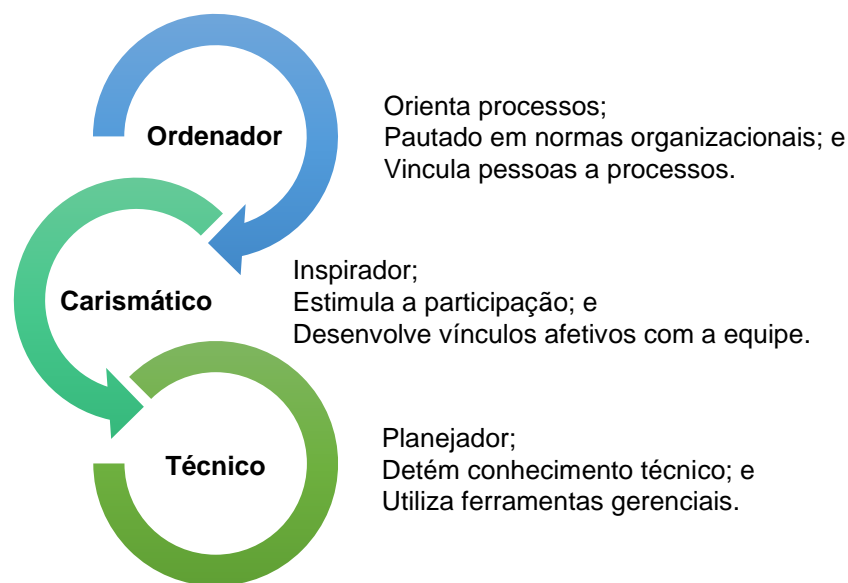 Ordenador
Orienta processos;
Pautado em normas organizacionais; e
Vincula pessoas a processos.
Carismático
Inspirador;
Estimula a participação; e
Desenvolve vínculos afetivos com a equipe.
Técnico
Planejador;
Detém conhecimento técnico; e
Utiliza ferramentas gerenciais.